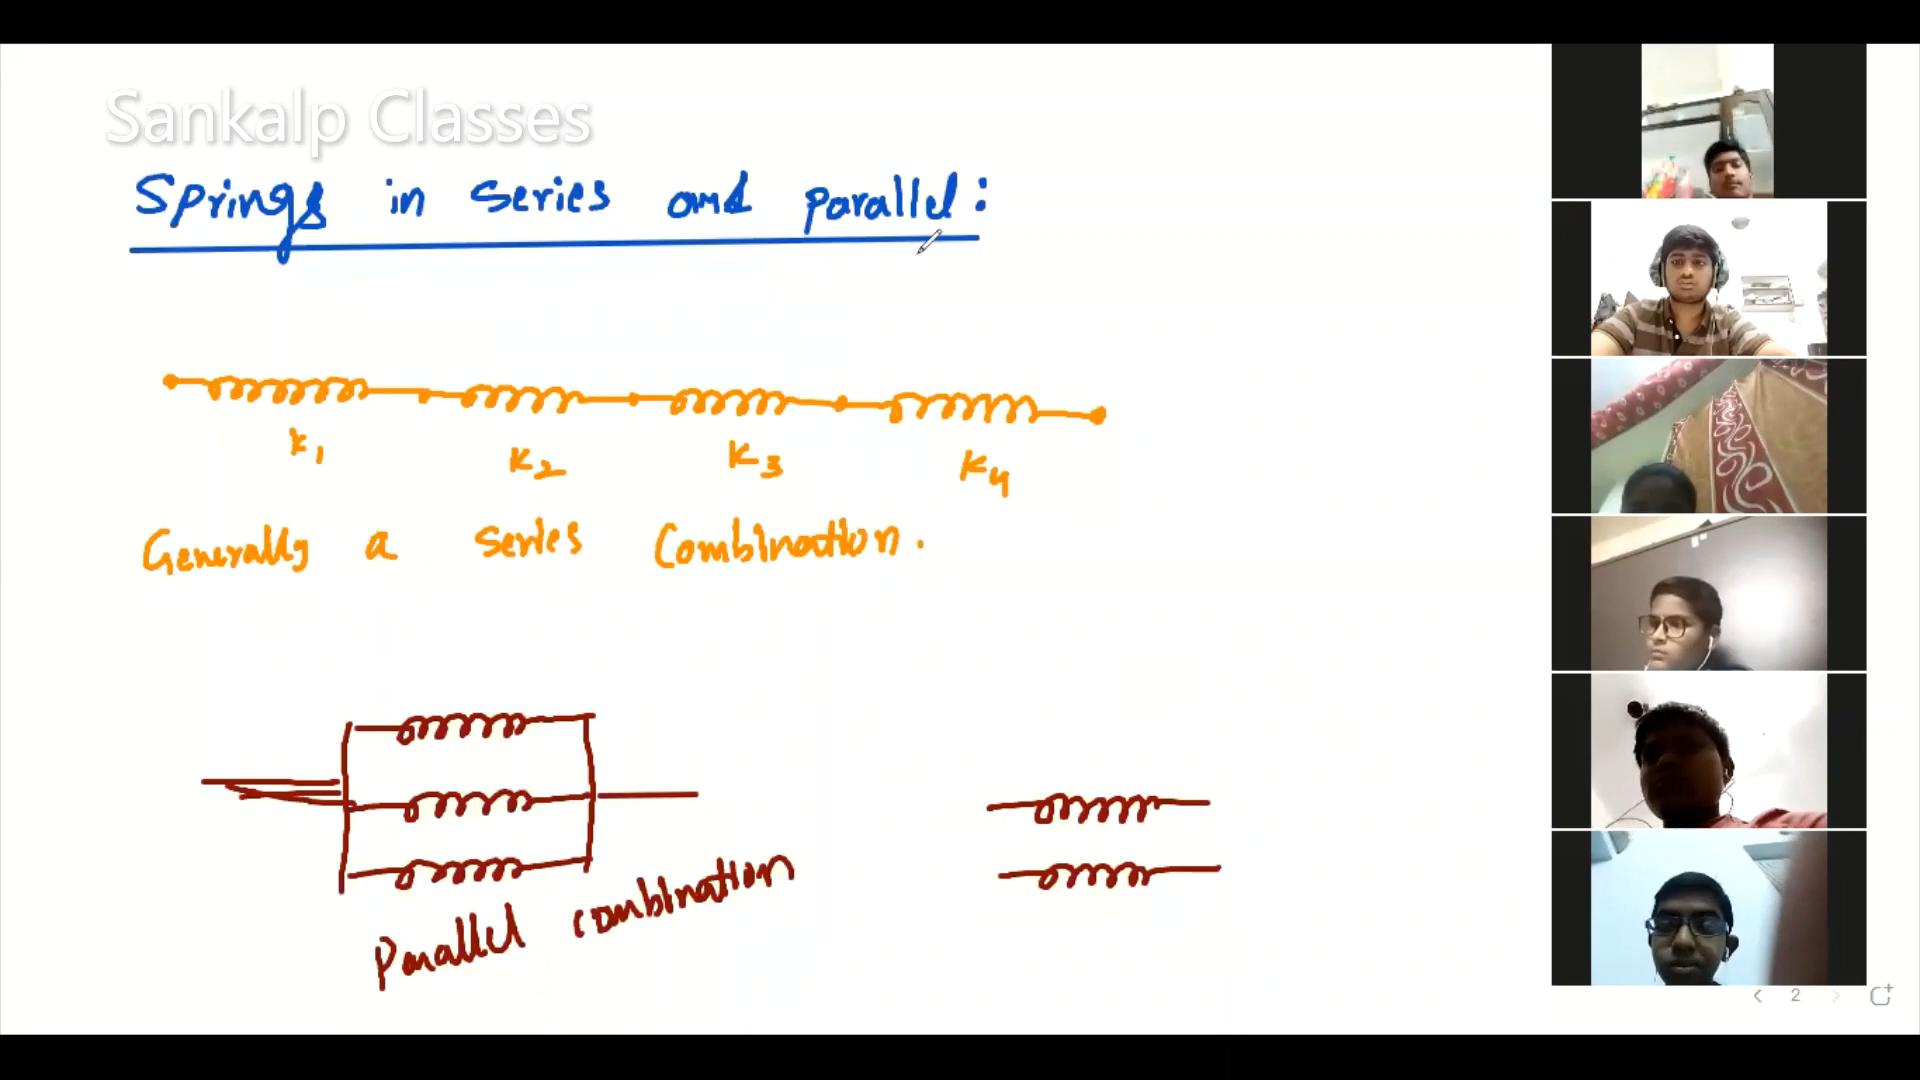 Sankalp Classes
Springs in series and parallel:
K1 K2 K3 K4
Generally a series combination.
Parallel combination
2